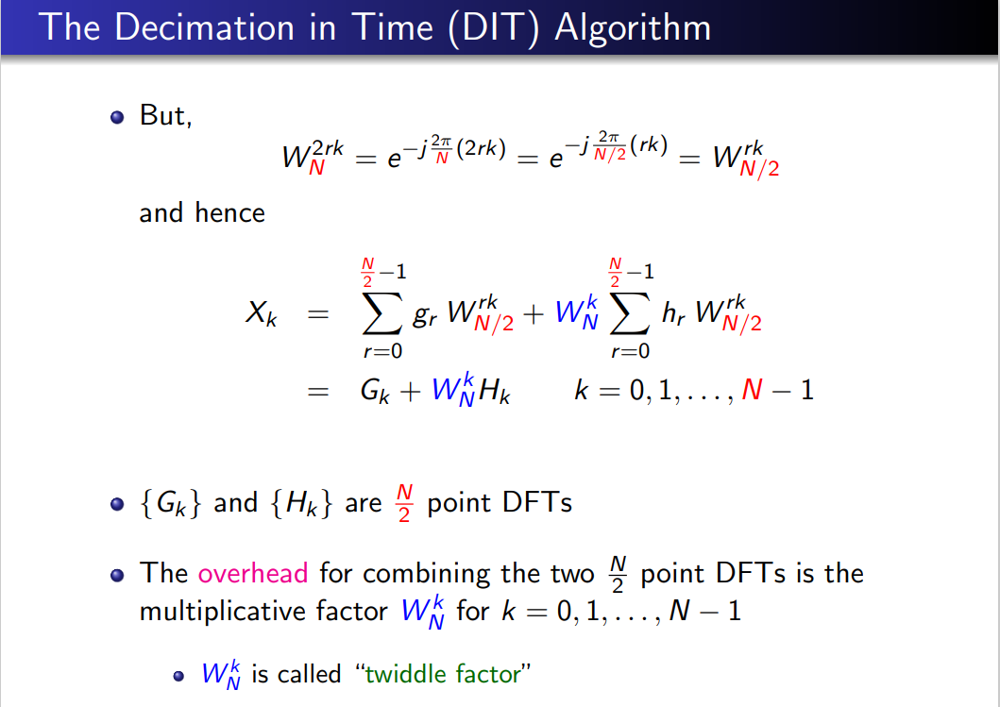 The Decimation in Time (DIT) Algorithm
But,
$W_N^{2rk} = e^{-j\frac{2\pi}{N}(2rk)} = e^{-j\frac{2\pi}{N/2}(rk)} = W_{N/2}^{rk}$
and hence
$X_k = \sum_{r=0}^{\frac{N}{2}-1} g_r W_{N/2}^{rk} + W_N^k \sum_{r=0}^{\frac{N}{2}-1} h_r W_{N/2}^{rk}$
$= G_k + W_N^k H_k \qquad k = 0, 1, \ldots, N-1$
$\{G_k\}$ and $\{H_k\}$ are $\frac{N}{2}$ point DFTs
The overhead for combining the two $\frac{N}{2}$ point DFTs is the
multiplicative factor $W_N^k$ for $k = 0, 1, \ldots, N-1$
$W_N^k$ is called “twiddle factor”